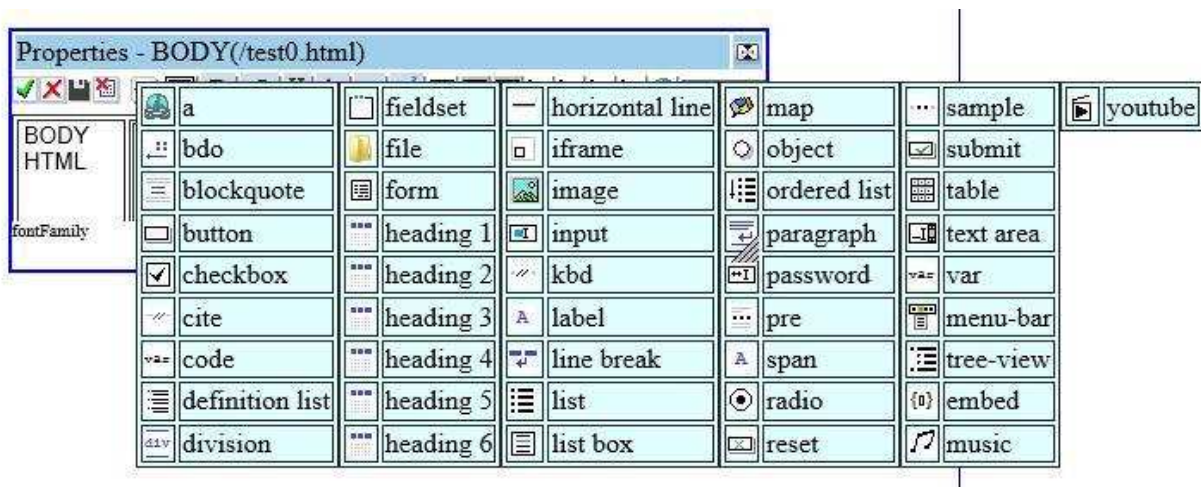 Properties - BODY(/test0.html)
a fieldset horizontal line map sample youtube
BODY
bdo file iframe object submit
HTML
blockquote form image ordered list table
fontFamily
button heading 1 input paragraph text area
checkbox heading 2 kbd password var
cite heading 3 label pre menu-bar
code heading 4 line break span tree-view
definition list heading 5 list radio embed
division heading 6 list box reset music